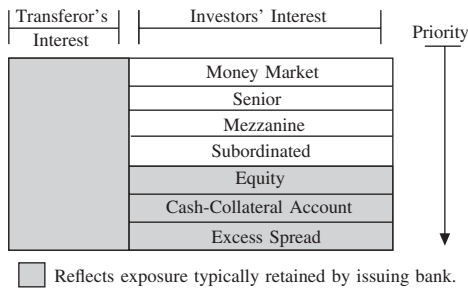 Transferor's
Interest
Investors' Interest
Priority
Money Market
Senior
Mezzanine
Subordinated
Equity
Cash-Collateral Account
Excess Spread
Reflects exposure typically retained by issuing bank.